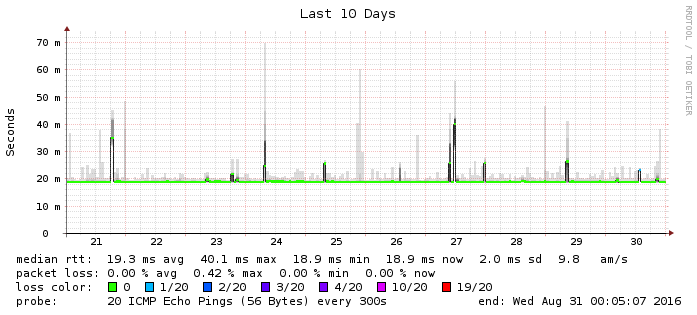 Last 10 Days
RRDTOOL / TOBI OETIKER
Seconds
70 m
60 m
50 m
40 m
30 m
20 m
10 m
0
21 22 23 24 25 26 27 28 29 30
median rtt: 19.3 ms avg 40.1 ms max 18.9 ms min 18.9 ms now 2.0 ms sd 9.8 am/s
packet loss: 0.00 % avg 0.42 % max 0.00 % min 0.00 % now
loss color: 0 1/20 2/20 3/20 4/20 10/20 19/20
probe: 20 ICMP Echo Pings (56 Bytes) every 300s end: Wed Aug 31 00:05:07 2016